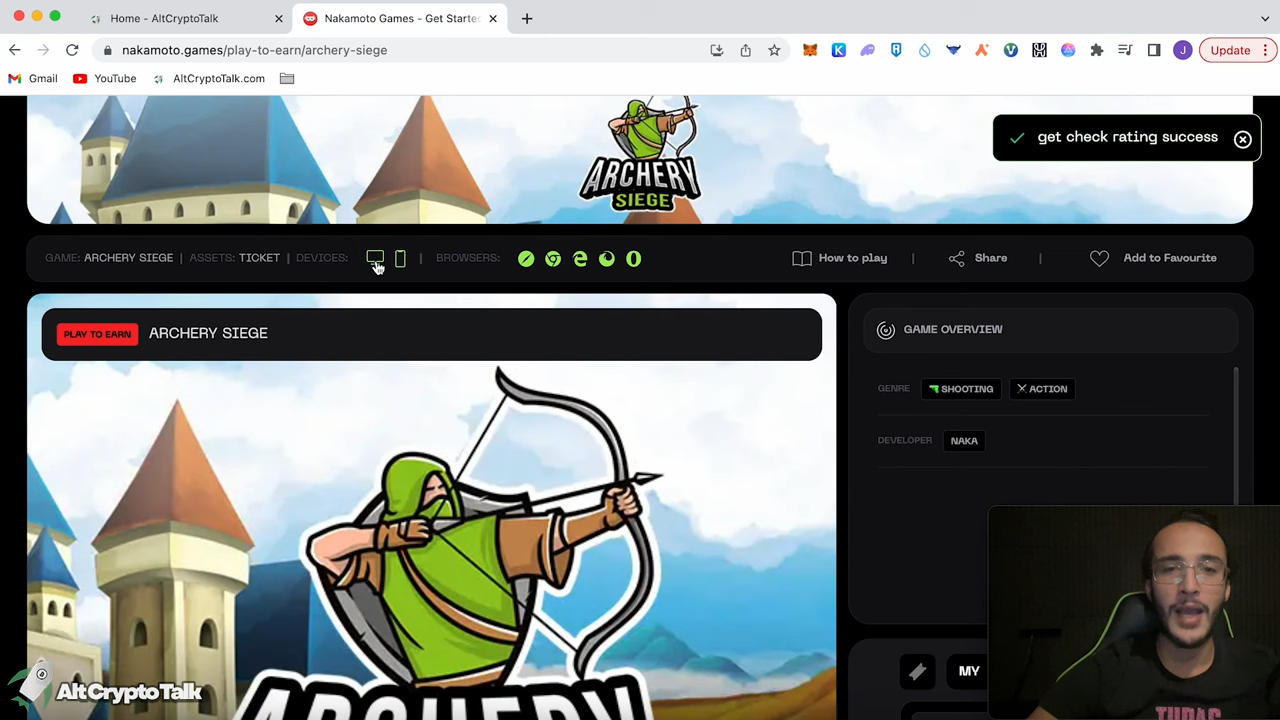 Home - AltCryptoTalk
Nakamoto Games - Get Starte
nakamoto.games/play-to-earn/archery-siege
J
Update
Gmail
YouTube
AltCryptoTalk.com
ARCHERY
SIEGE
get check rating success
GAME: ARCHERY SIEGE | ASSETS: TICKET | DEVICES: | BROWSERS:
How to play
Share
Add to Favourite
PLAY TO EARN
ARCHERY SIEGE
GAME OVERVIEW
GENRE
SHOOTING
ACTION
DEVELOPER
NAKA
MY
ARCHERY
AltCryptoTalk